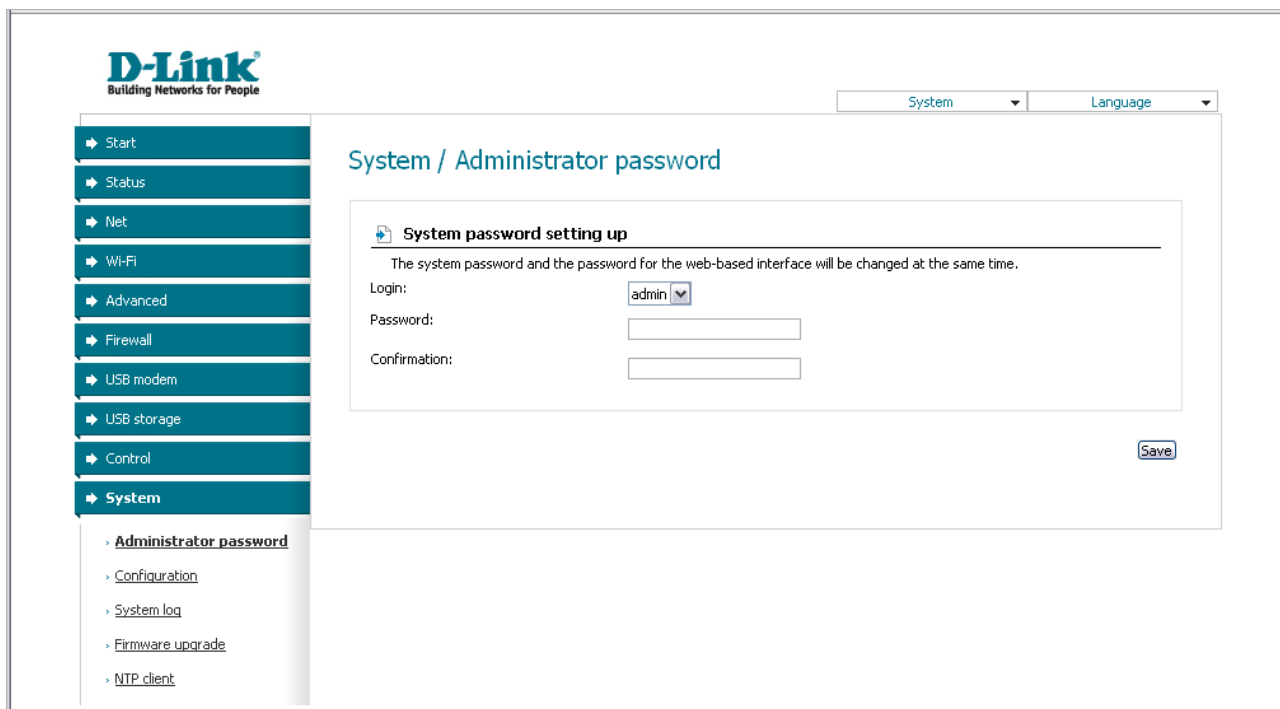 D-Link
Building Networks for People
System
Language
Start
Status
Net
Wi-Fi
Advanced
Firewall
USB modem
USB storage
Control
System
Administrator password
Configuration
System log
Firmware upgrade
NTP client
System / Administrator password
System password setting up
The system password and the password for the web-based interface will be changed at the same time.
Login:
admin
Password:
Confirmation:
Save